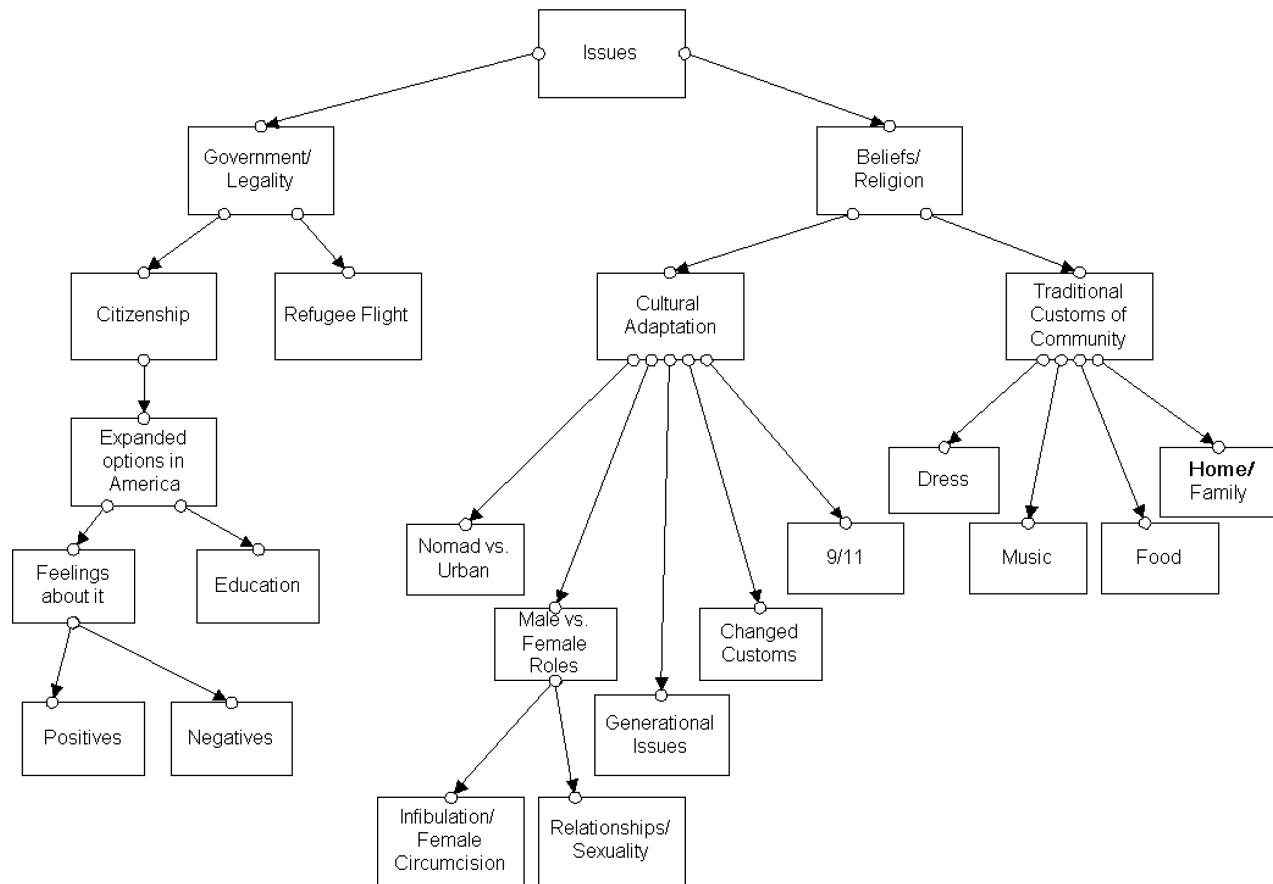 Issues
Government/
Legality
Beliefs/
Religion
Citizenship
Refugee Flight
Cultural
Adaptation
Traditional
Customs of
Community
Expanded
options in
America
Dress
Home/
Family
Nomad vs.
Urban
9/11
Music
Food
Feelings
about it
Education
Male vs.
Female
Roles
Changed
Customs
Positives
Negatives
Generational
Issues
Infibulation/
Female
Circumcision
Relationships/
Sexuality